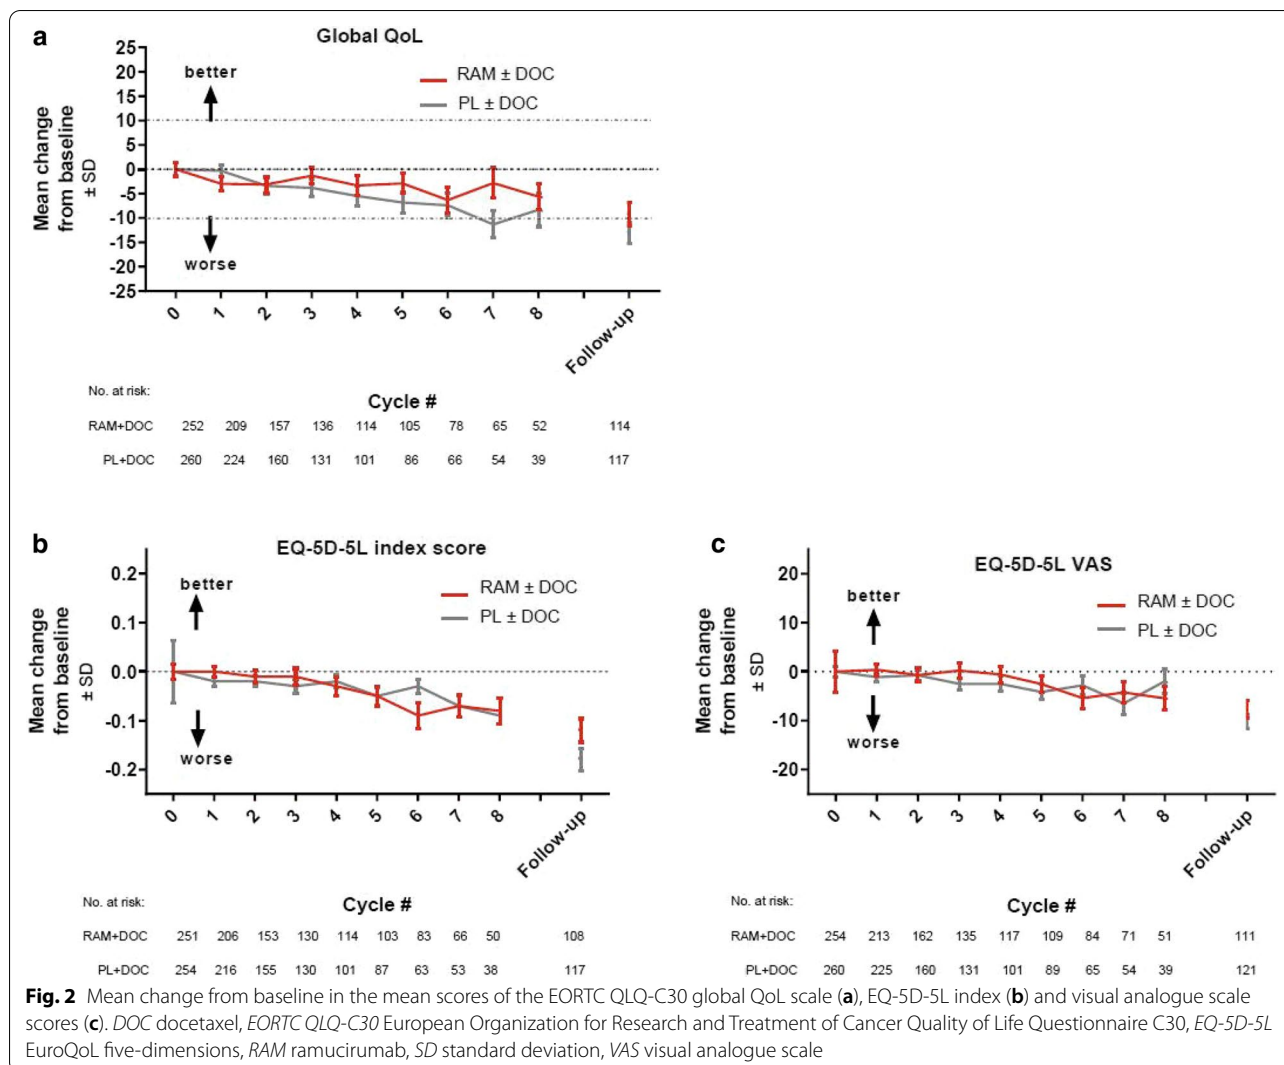 a
Global QoL
25
20
15
10
5
0
-5
-10
-15
-20
-25
Mean change
from baseline
± SD
better
worse
RAM ± DOC
PL ± DOC
0 1 2 3 4 5 6 7 8 Follow-up
No. at risk:
Cycle #
RAM+DOC 252 209 157 136 114 105 78 65 52 114
PL+DOC 260 224 160 131 101 86 66 54 39 117
b
EQ-5D-5L index score
0.2
0.1
0.0
-0.1
-0.2
Mean change
from baseline
± SD
better
worse
RAM ± DOC
PL ± DOC
0 1 2 3 4 5 6 7 8 Follow-up
No. at risk:
Cycle #
RAM+DOC 251 206 153 130 114 103 83 66 50 108
PL+DOC 254 216 155 130 101 87 63 53 38 117
c
EQ-5D-5L VAS
20
10
0
-10
-20
Mean change
from baseline
± SD
better
worse
RAM ± DOC
PL ± DOC
0 1 2 3 4 5 6 7 8 Follow-up
No. at risk:
Cycle #
RAM+DOC 254 213 162 135 117 109 84 71 51 111
PL+DOC 260 225 160 131 101 89 65 54 39 121
Fig. 2 Mean change from baseline in the mean scores of the EORTC QLQ-C30 global QoL scale (a), EQ-5D-5L index (b) and visual analogue scale
scores (c). DOC docetaxel, EORTC QLQ-C30 European Organization for Research and Treatment of Cancer Quality of Life Questionnaire C30, EQ-5D-5L
EuroQoL five-dimensions, RAM ramucirumab, SD standard deviation, VAS visual analogue scale